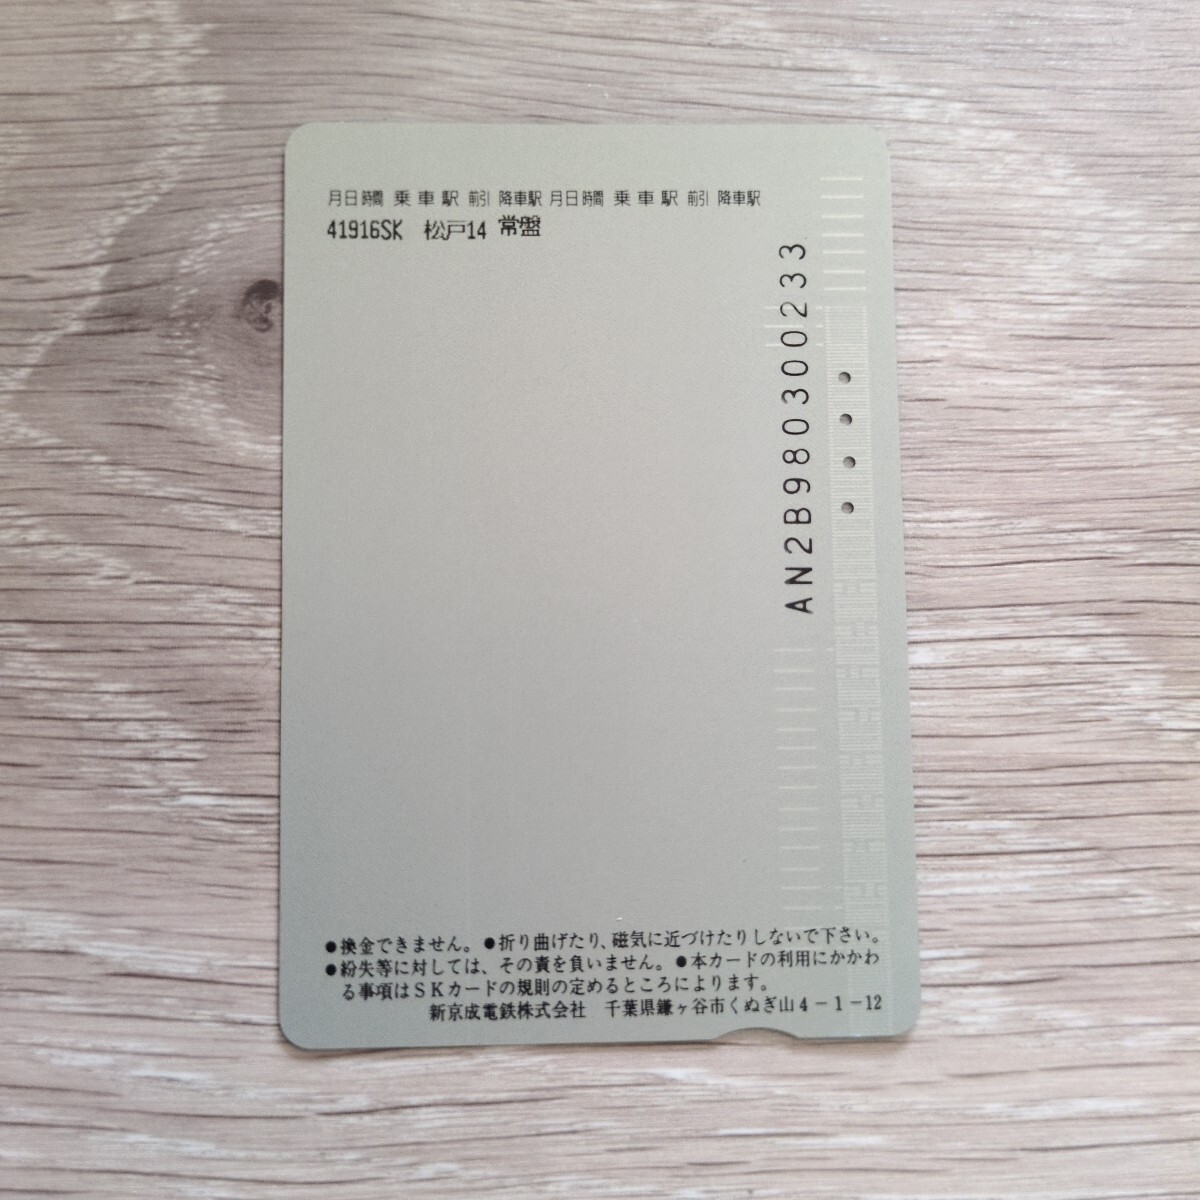 月日時間 乗車駅 前引 降車駅 月日時間 乗車駅 前引 降車駅
41916SK 松戸14 常盤
AN2B980300233
●換金できません。●折り曲げたり、磁気に近づけたりしないで下さい。
●紛失等に対しては、その責を負いません。●本カードの利用にかかわ
る事項はSKカードの規則の定めるところによります。
新京成電鉄株式会社 千葉県鎌ヶ谷市くぬぎ山4－1－12